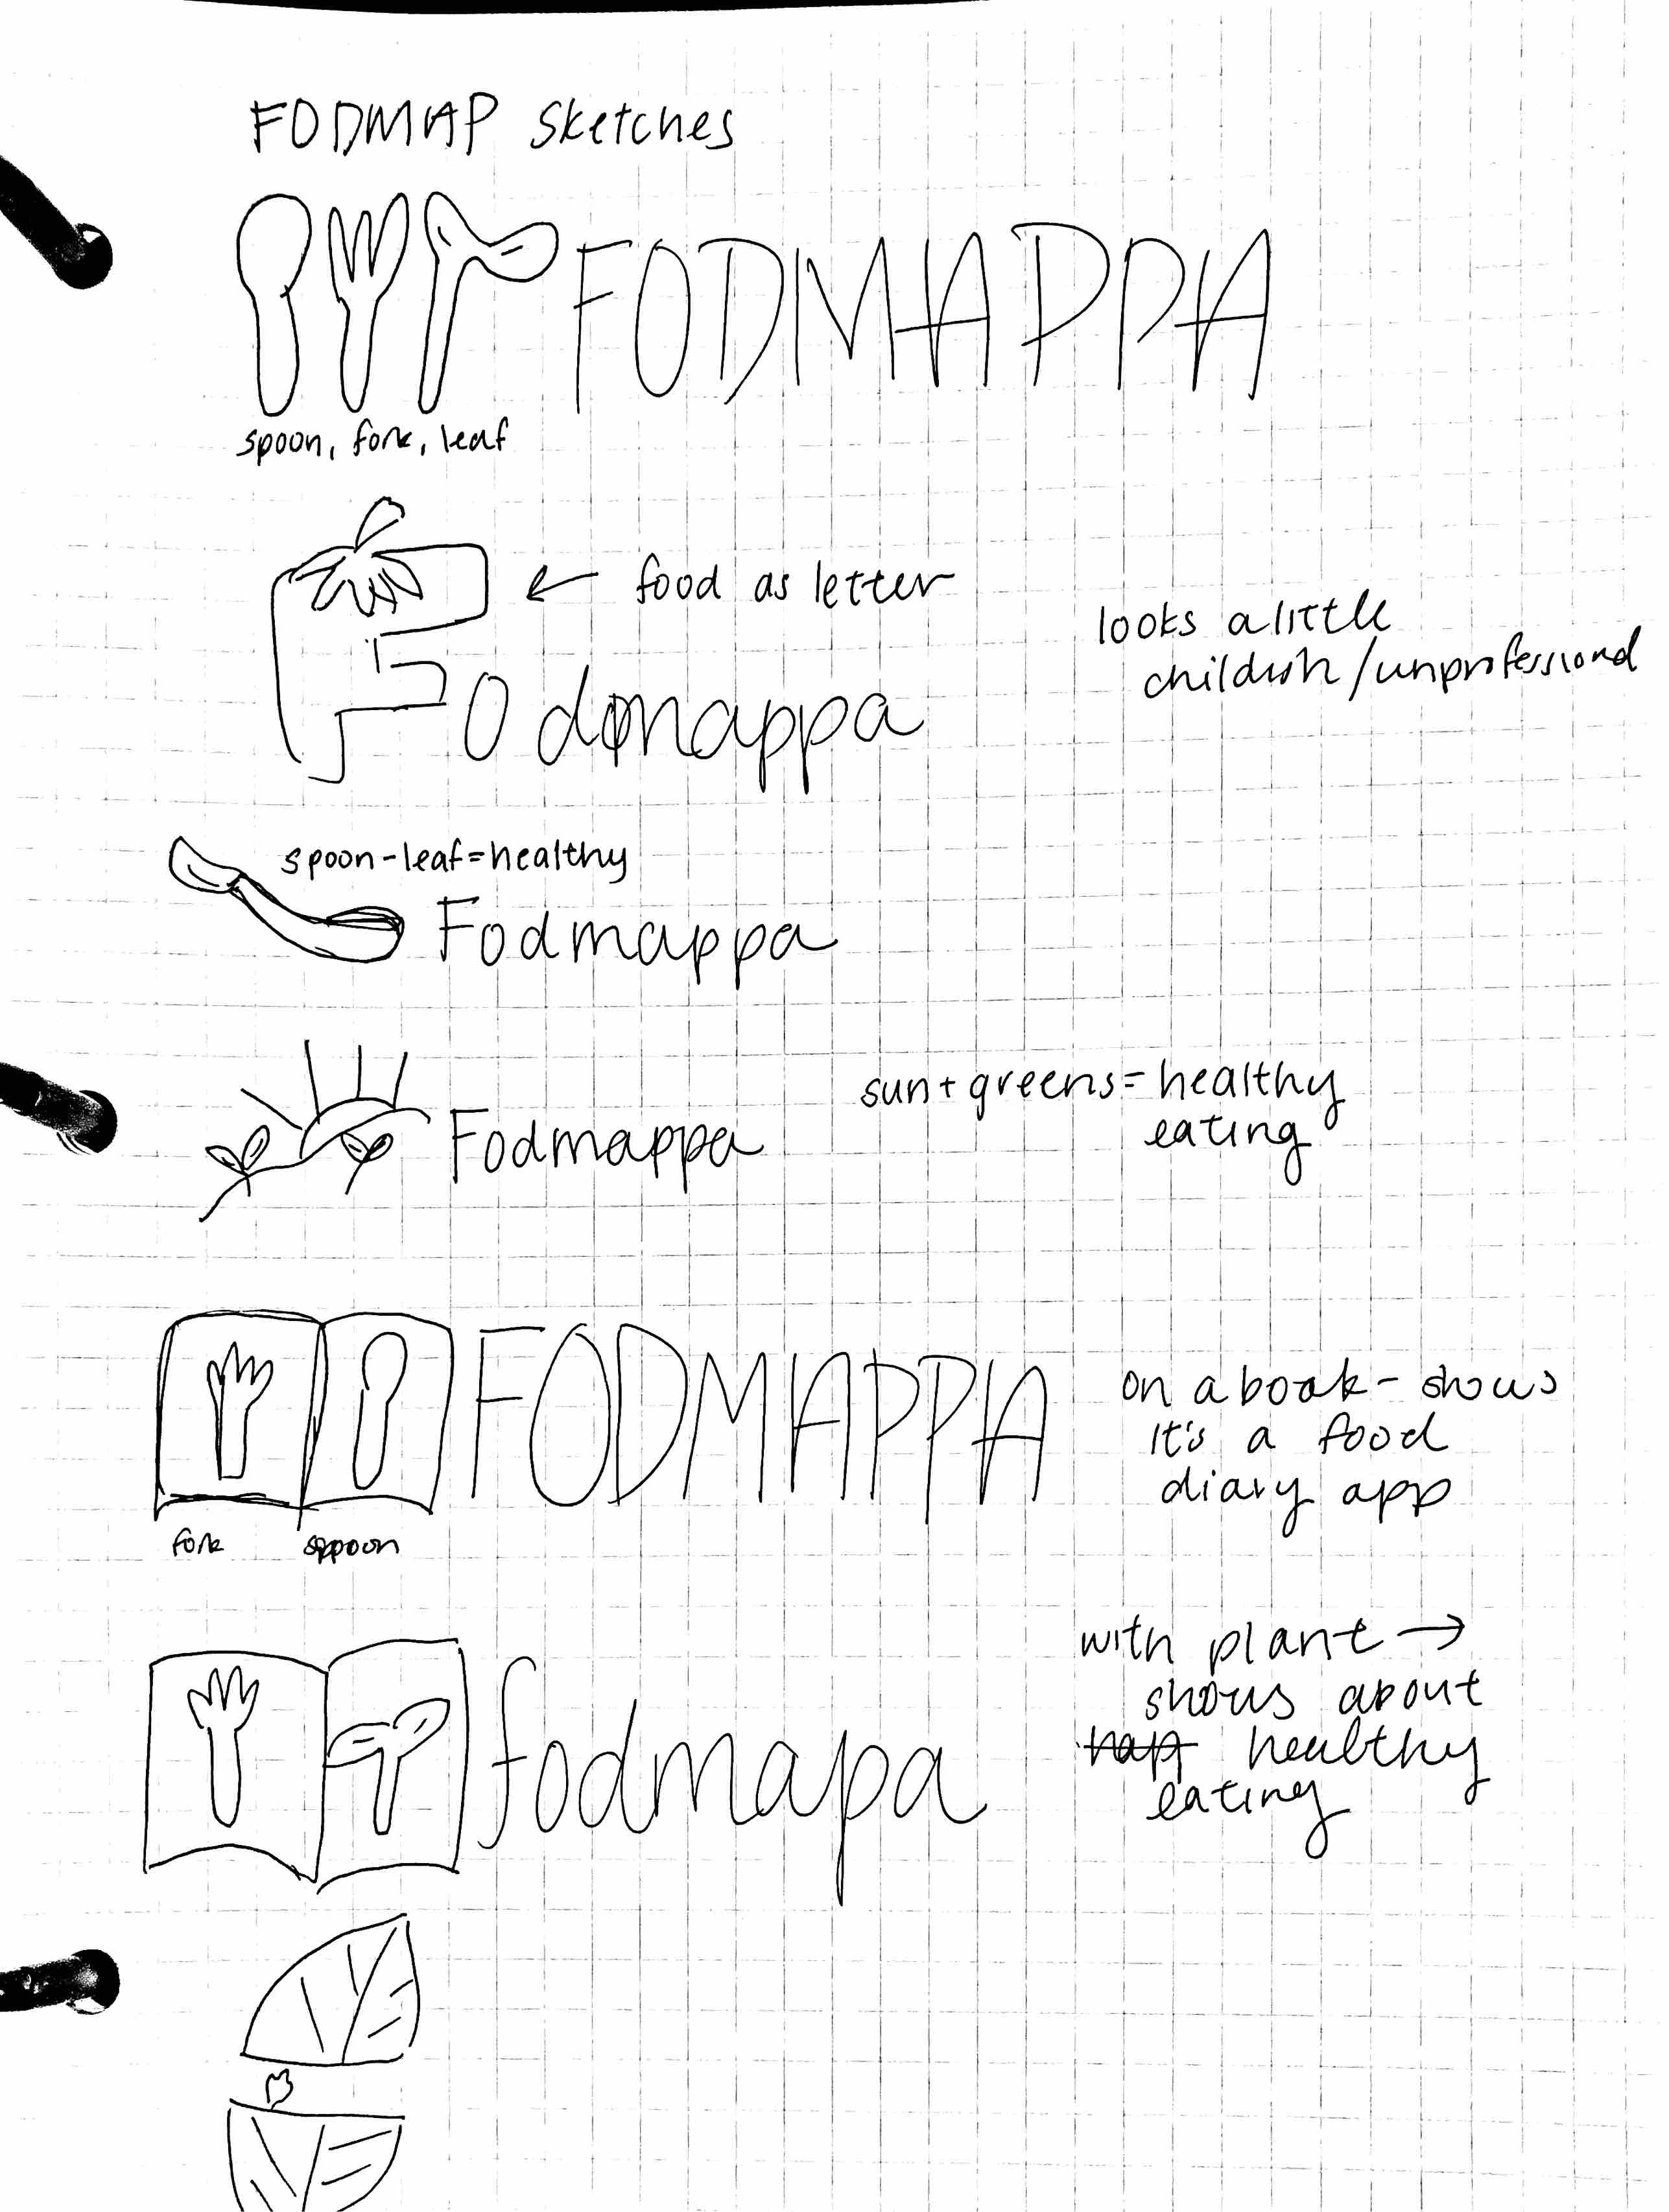 FODMAP sketches
FODMAPPA
spoon, fork, leaf
← food as letter
looks a little
childish/unprofessional
Fodmappa
spoon-leaf=healthy
Fodmappa
sun+greens=healthy
eating
Fodmappa
FODMAPPA
on a book - shows
it's a food
diary app
fork spoon
with plant →
shows about
healthy
eating
fodmapa